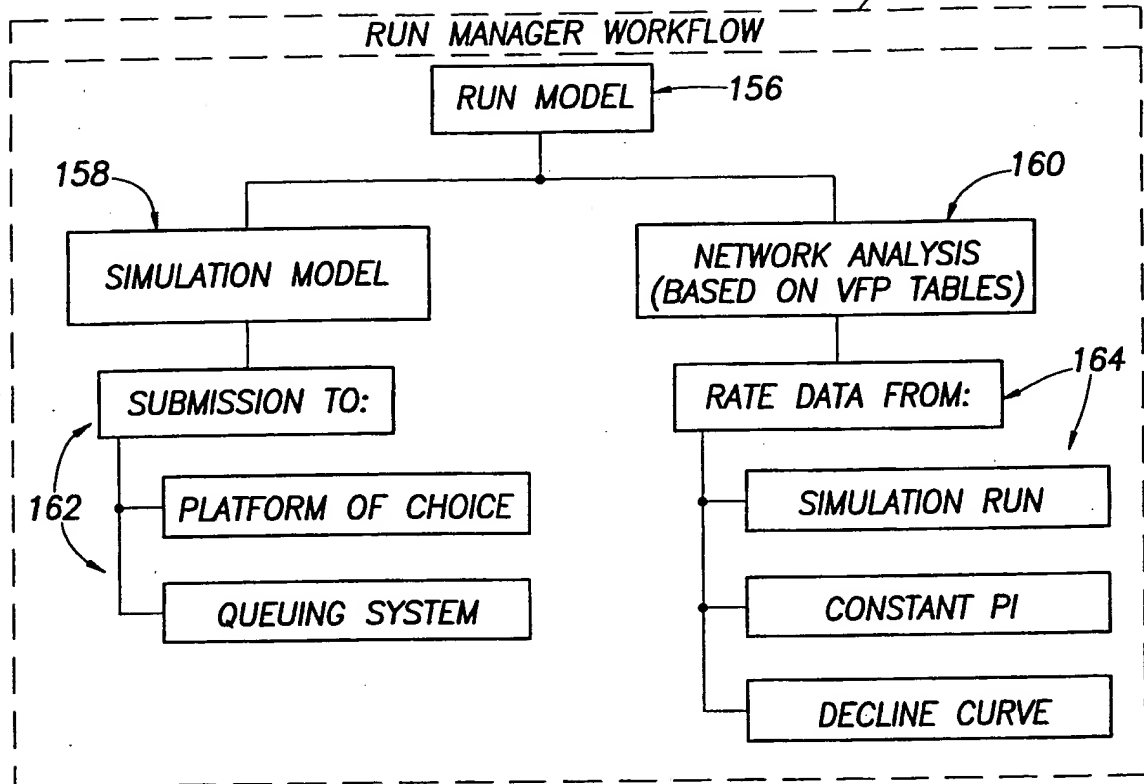 RUN MANAGER WORKFLOW
RUN MODEL
156
158
160
SIMULATION MODEL
NETWORK ANALYSIS
(BASED ON VFP TABLES)
SUBMISSION TO:
RATE DATA FROM:
164
162
PLATFORM OF CHOICE
SIMULATION RUN
QUEUING SYSTEM
CONSTANT PI
DECLINE CURVE